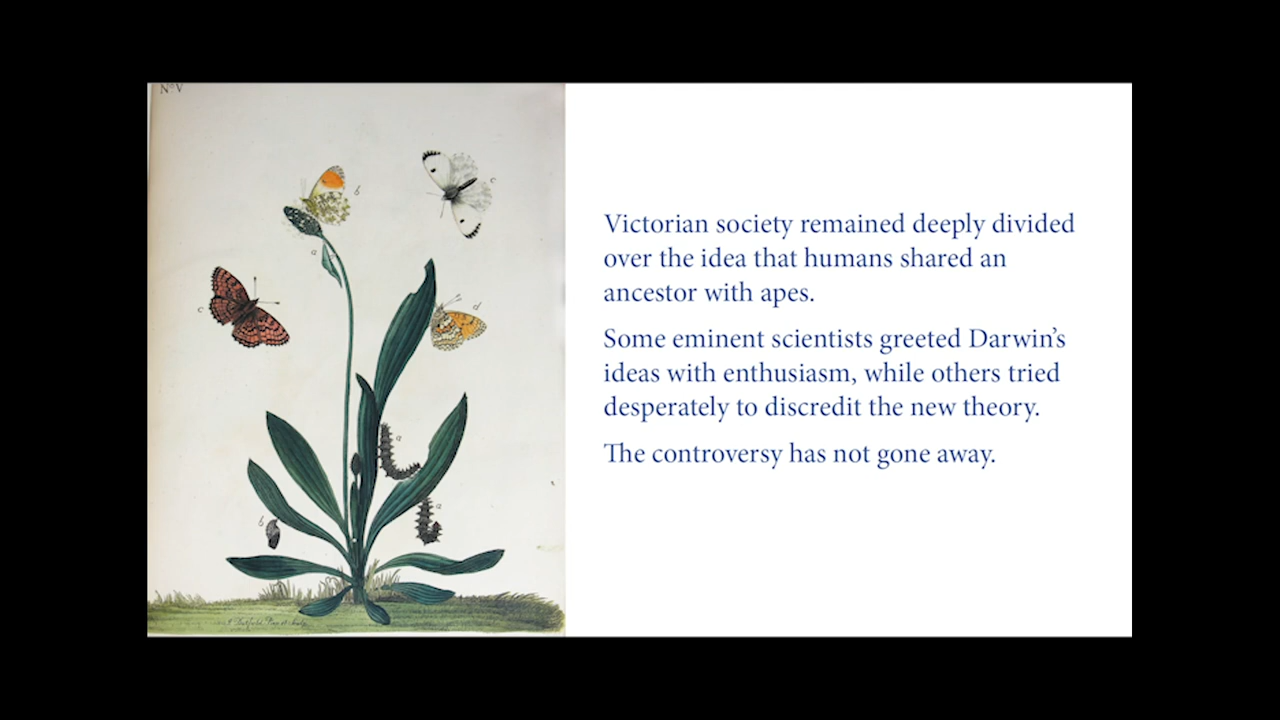 NºV
b
c
a
c
d
a
a
b
Victorian society remained deeply divided
over the idea that humans shared an
ancestor with apes.
Some eminent scientists greeted Darwin’s
ideas with enthusiasm, while others tried
desperately to discredit the new theory.
The controversy has not gone away.